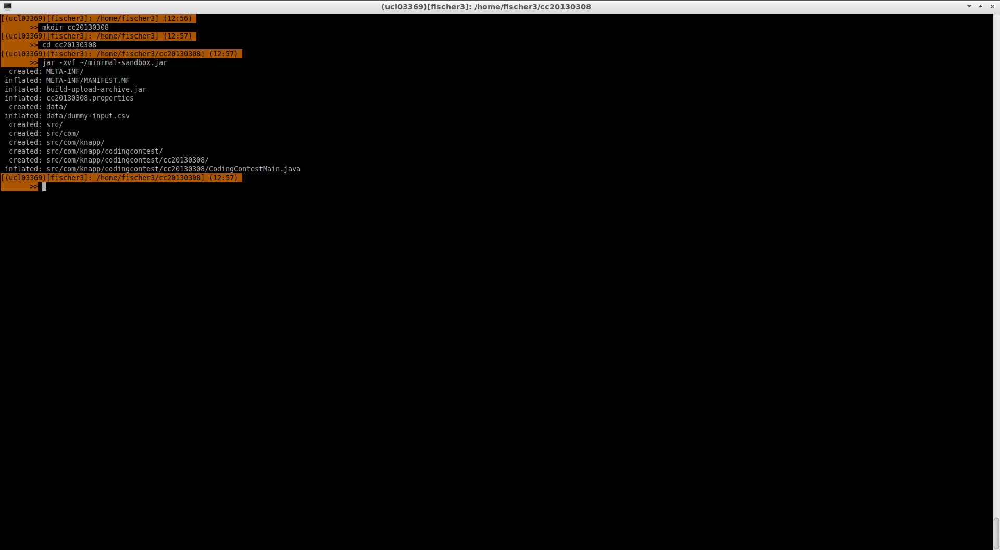 (ucl03369)[fischer3]: /home/fischer3/cc20130308
[(ucl03369)[fischer3]: /home/fischer3] (12:56)
>> mkdir cc20130308
[(ucl03369)[fischer3]: /home/fischer3] (12:57)
>> cd cc20130308
[(ucl03369)[fischer3]: /home/fischer3/cc20130308] (12:57)
>> jar -xvf ~/minimal-sandbox.jar
created: META-INF/
inflated: META-INF/MANIFEST.MF
inflated: build-upload-archive.jar
inflated: cc20130308.properties
created: data/
inflated: data/dummy-input.csv
created: src/
created: src/com/
created: src/com/knapp/
created: src/com/knapp/codingcontest/
created: src/com/knapp/codingcontest/cc20130308/
inflated: src/com/knapp/codingcontest/cc20130308/CodingContestMain.java
[(ucl03369)[fischer3]: /home/fischer3/cc20130308] (12:57)
>>